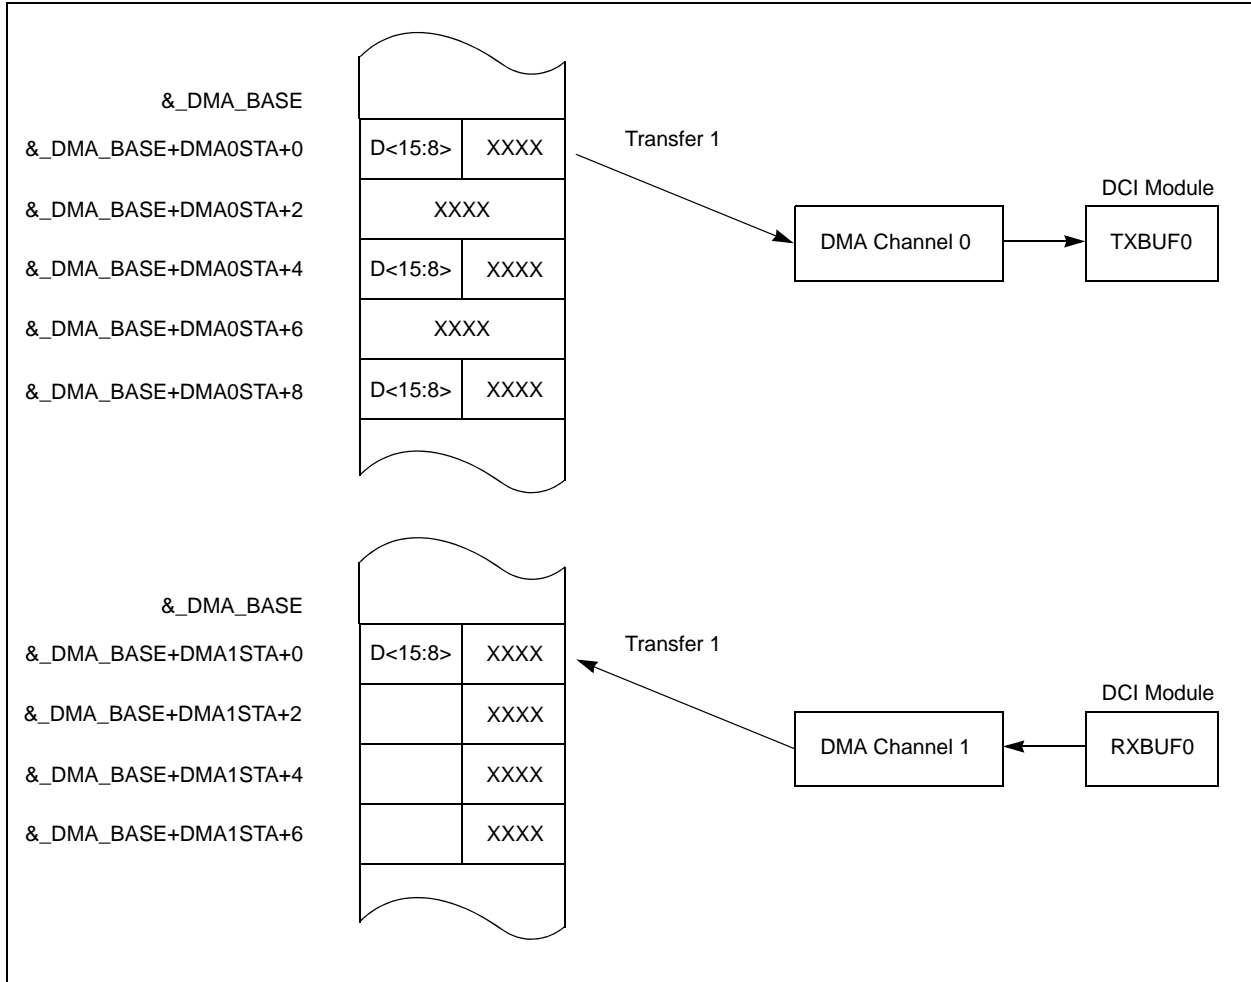 &_DMA_BASE
&_DMA_BASE+DMA0STA+0 D<15:8> XXXX Transfer 1
&_DMA_BASE+DMA0STA+2 XXXX DCI Module
DMA Channel 0 TXBUF0
&_DMA_BASE+DMA0STA+4 D<15:8> XXXX
&_DMA_BASE+DMA0STA+6 XXXX
&_DMA_BASE+DMA0STA+8 D<15:8> XXXX
&_DMA_BASE
&_DMA_BASE+DMA1STA+0 D<15:8> XXXX Transfer 1
DCI Module
&_DMA_BASE+DMA1STA+2 XXXX
DMA Channel 1 RXBUF0
&_DMA_BASE+DMA1STA+4 XXXX
&_DMA_BASE+DMA1STA+6 XXXX